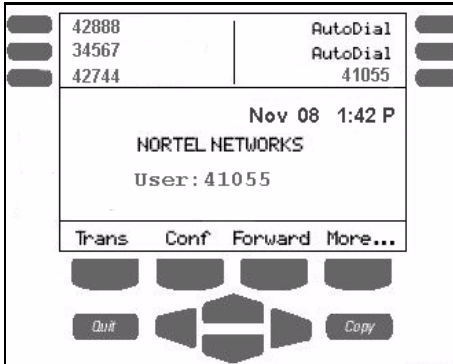 42888 AutoDial
34567 AutoDial
42744 41055
Nov 08 1:42 P
NORTEL NETWORKS
User:41055
Trans Conf Forward More...
Quit Copy